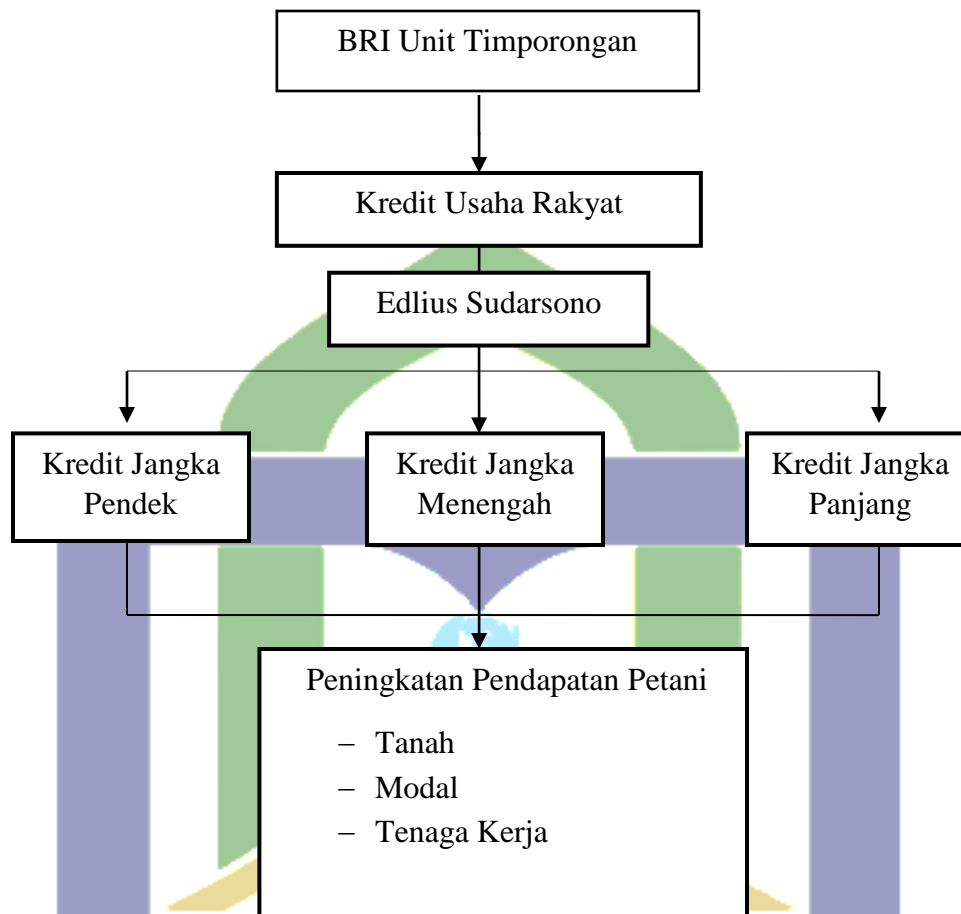 BRI Unit Timporongan
Kredit Usaha Rakyat
Edlius Sudarsono
Kredit Jangka
Pendek
Kredit Jangka
Menengah
Kredit Jangka
Panjang
Peningkatan Pendapatan Petani
– Tanah
– Modal
– Tenaga Kerja